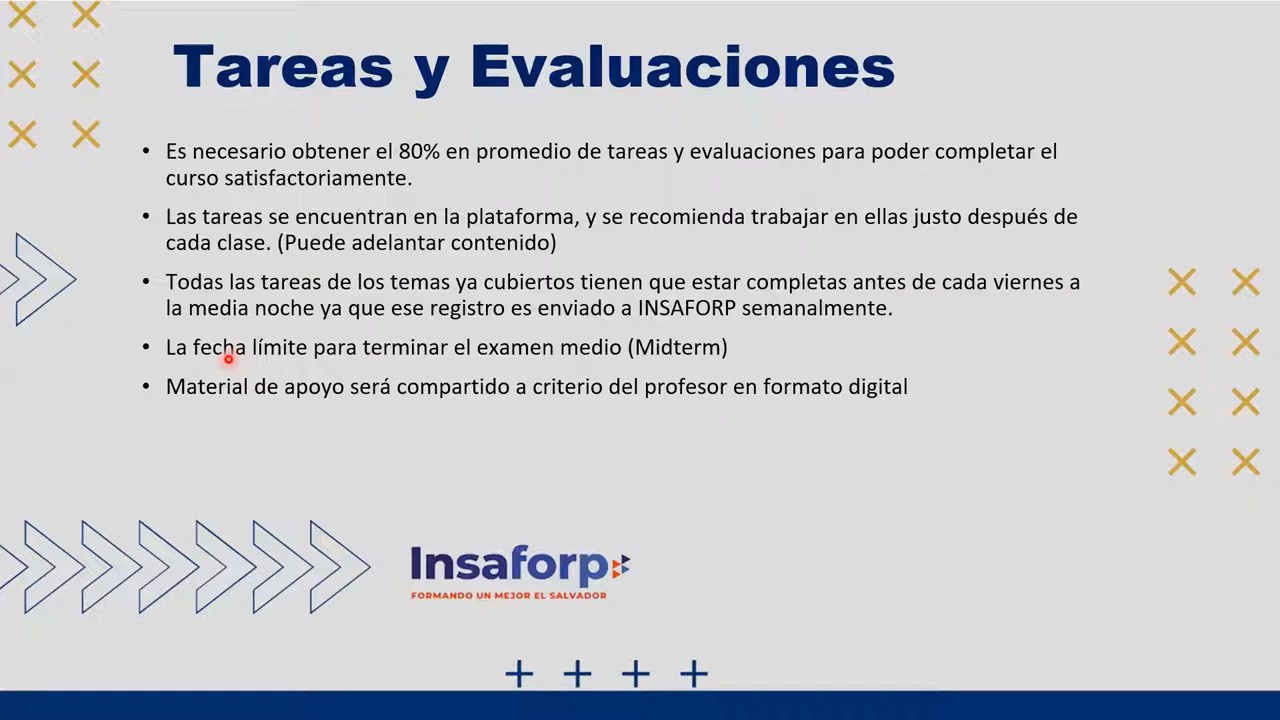 Tareas y Evaluaciones
• Es necesario obtener el 80% en promedio de tareas y evaluaciones para poder completar el
curso satisfactoriamente.
• Las tareas se encuentran en la plataforma, y se recomienda trabajar en ellas justo después de
cada clase. (Puede adelantar contenido)
• Todas las tareas de los temas ya cubiertos tienen que estar completas antes de cada viernes a
la media noche ya que ese registro es enviado a INSAFORP semanalmente.
• La fecha límite para terminar el examen medio (Midterm)
• Material de apoyo será compartido a criterio del profesor en formato digital
Insaforp
FORMANDO UN MEJOR EL SALVADOR